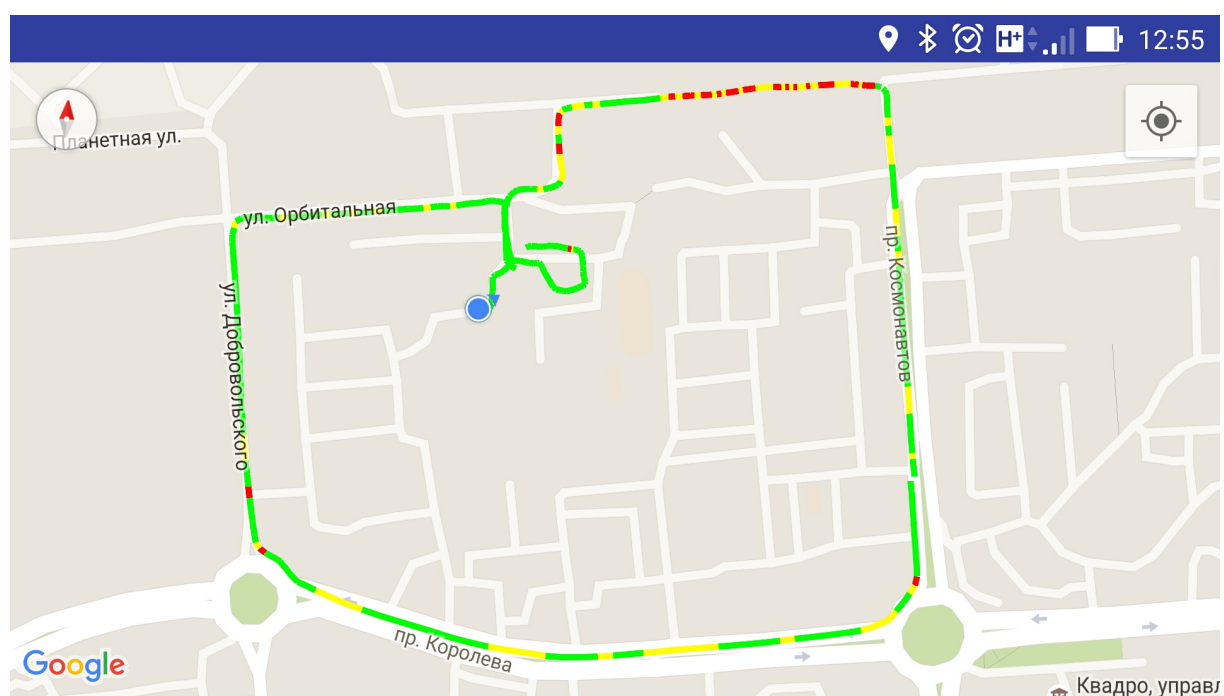 H+ 12:55
Планетная ул.
ул. Орбитальная
пр. Космонавтов
ул. Добровольского
пр. Королева
Google
Квадро, управл